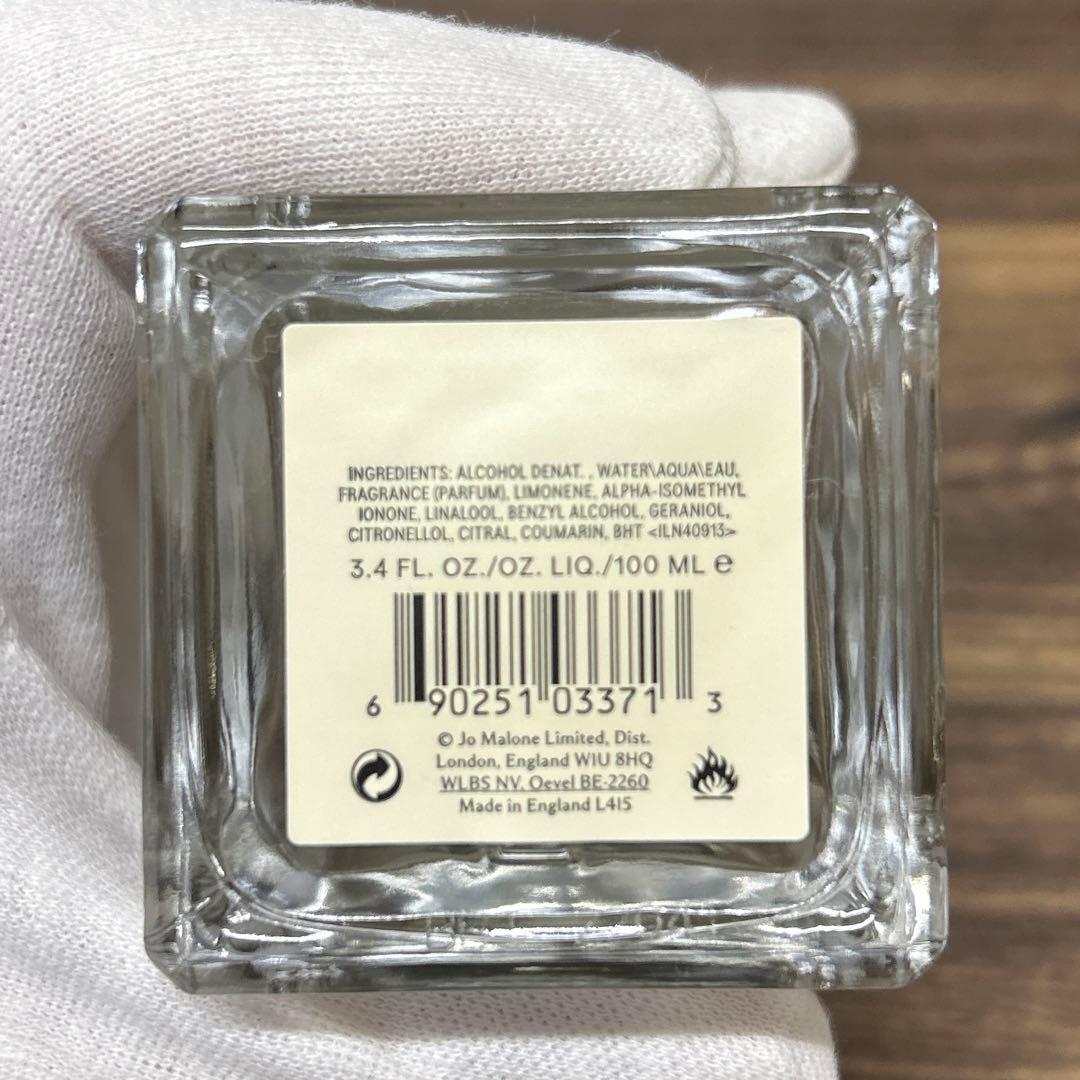 INGREDIENTS: ALCOHOL DENAT. , WATER\AQUA\EAU,
FRAGRANCE (PARFUM), LIMONENE, ALPHA-ISOMETHYL
IONONE, LINALOOL, BENZYL ALCOHOL, GERANIOL,
CITRONELLOL, CITRAL, COUMARIN, BHT <ILN40913>
3.4 FL. OZ./OZ. LIQ./100 ML ℮
6 90251 03371 3
© Jo Malone Limited, Dist.
London, England W1U 8HQ
WLBS NV. Oevel BE-2260
Made in England L415